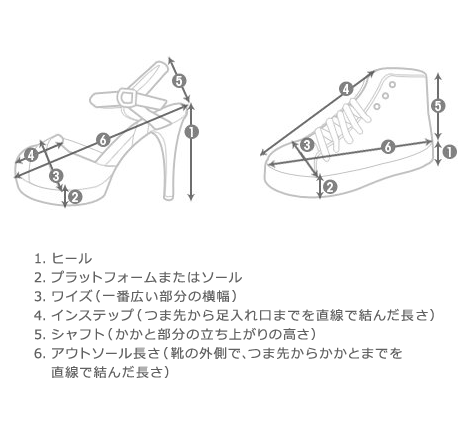 5
4
6
1
4
3
2
3
5
6
1
2
1. ヒール
2. プラットフォームまたはソール
3. ワイズ（一番広い部分の横幅）
4. インステップ（つま先から足入れ口までを直線で結んだ長さ）
5. シャフト（かかと部分の立ち上がりの高さ）
6. アウトソール長さ（靴の外側で、つま先からかかとまでを
直線で結んだ長さ）